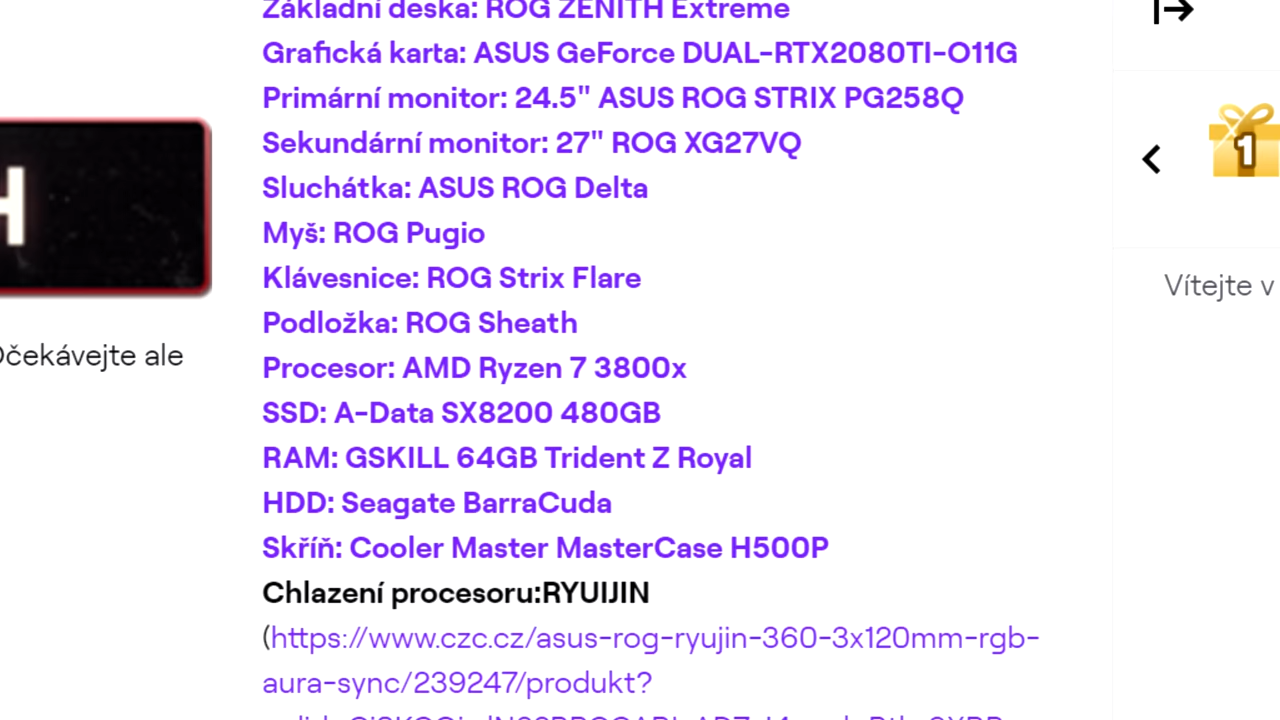 Základní deska: ROG ZENITH Extreme
Grafická karta: ASUS GeForce DUAL-RTX2080TI-O11G
Primární monitor: 24.5" ASUS ROG STRIX PG258Q
Sekundární monitor: 27" ROG XG27VQ
Sluchátka: ASUS ROG Delta
Myš: ROG Pugio
Klávesnice: ROG Strix Flare
Podložka: ROG Sheath
Procesor: AMD Ryzen 7 3800x
SSD: A-Data SX8200 480GB
RAM: GSKILL 64GB Trident Z Royal
HDD: Seagate BarraCuda
Skříň: Cooler Master MasterCase H500P
Chlazení procesoru:RYUIJIN
(https://www.czc.cz/asus-rog-ryujin-360-3x120mm-rgb-
aura-sync/239247/produkt?
H
Očekávejte ale
1
Vítejte v